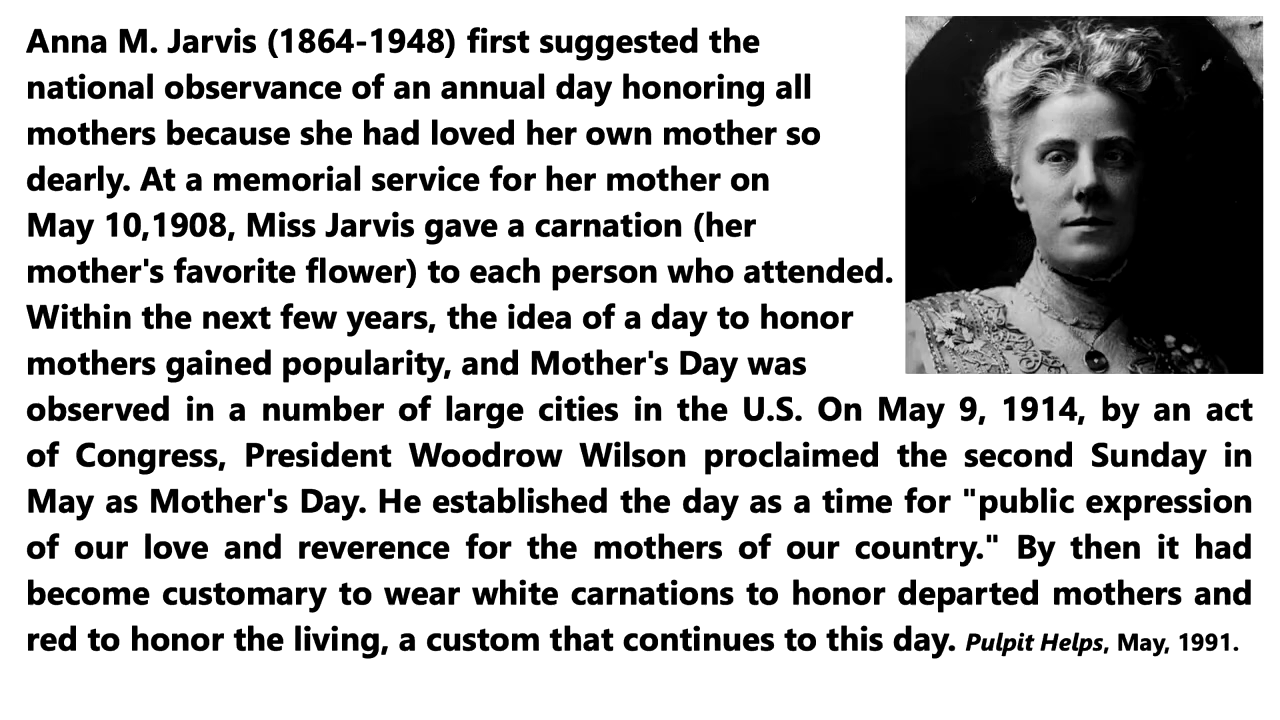 Anna M. Jarvis (1864-1948) first suggested the
national observance of an annual day honoring all
mothers because she had loved her own mother so
dearly. At a memorial service for her mother on
May 10,1908, Miss Jarvis gave a carnation (her
mother's favorite flower) to each person who attended.
Within the next few years, the idea of a day to honor
mothers gained popularity, and Mother's Day was
observed in a number of large cities in the U.S. On May 9, 1914, by an act
of Congress, President Woodrow Wilson proclaimed the second Sunday in
May as Mother's Day. He established the day as a time for "public expression
of our love and reverence for the mothers of our country." By then it had
become customary to wear white carnations to honor departed mothers and
red to honor the living, a custom that continues to this day. Pulpit Helps, May, 1991.